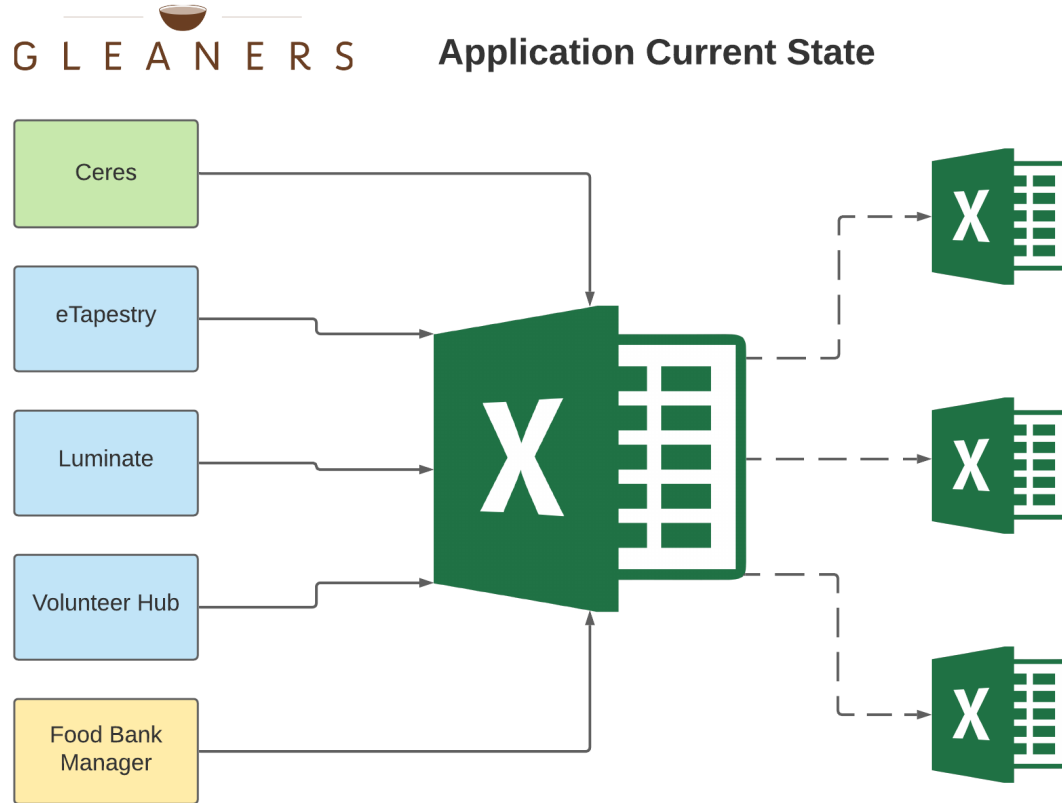 GLEANERS
Application Current State
Ceres
eTapestry
Luminate
Volunteer Hub
Food Bank
Manager
X
X
X
X